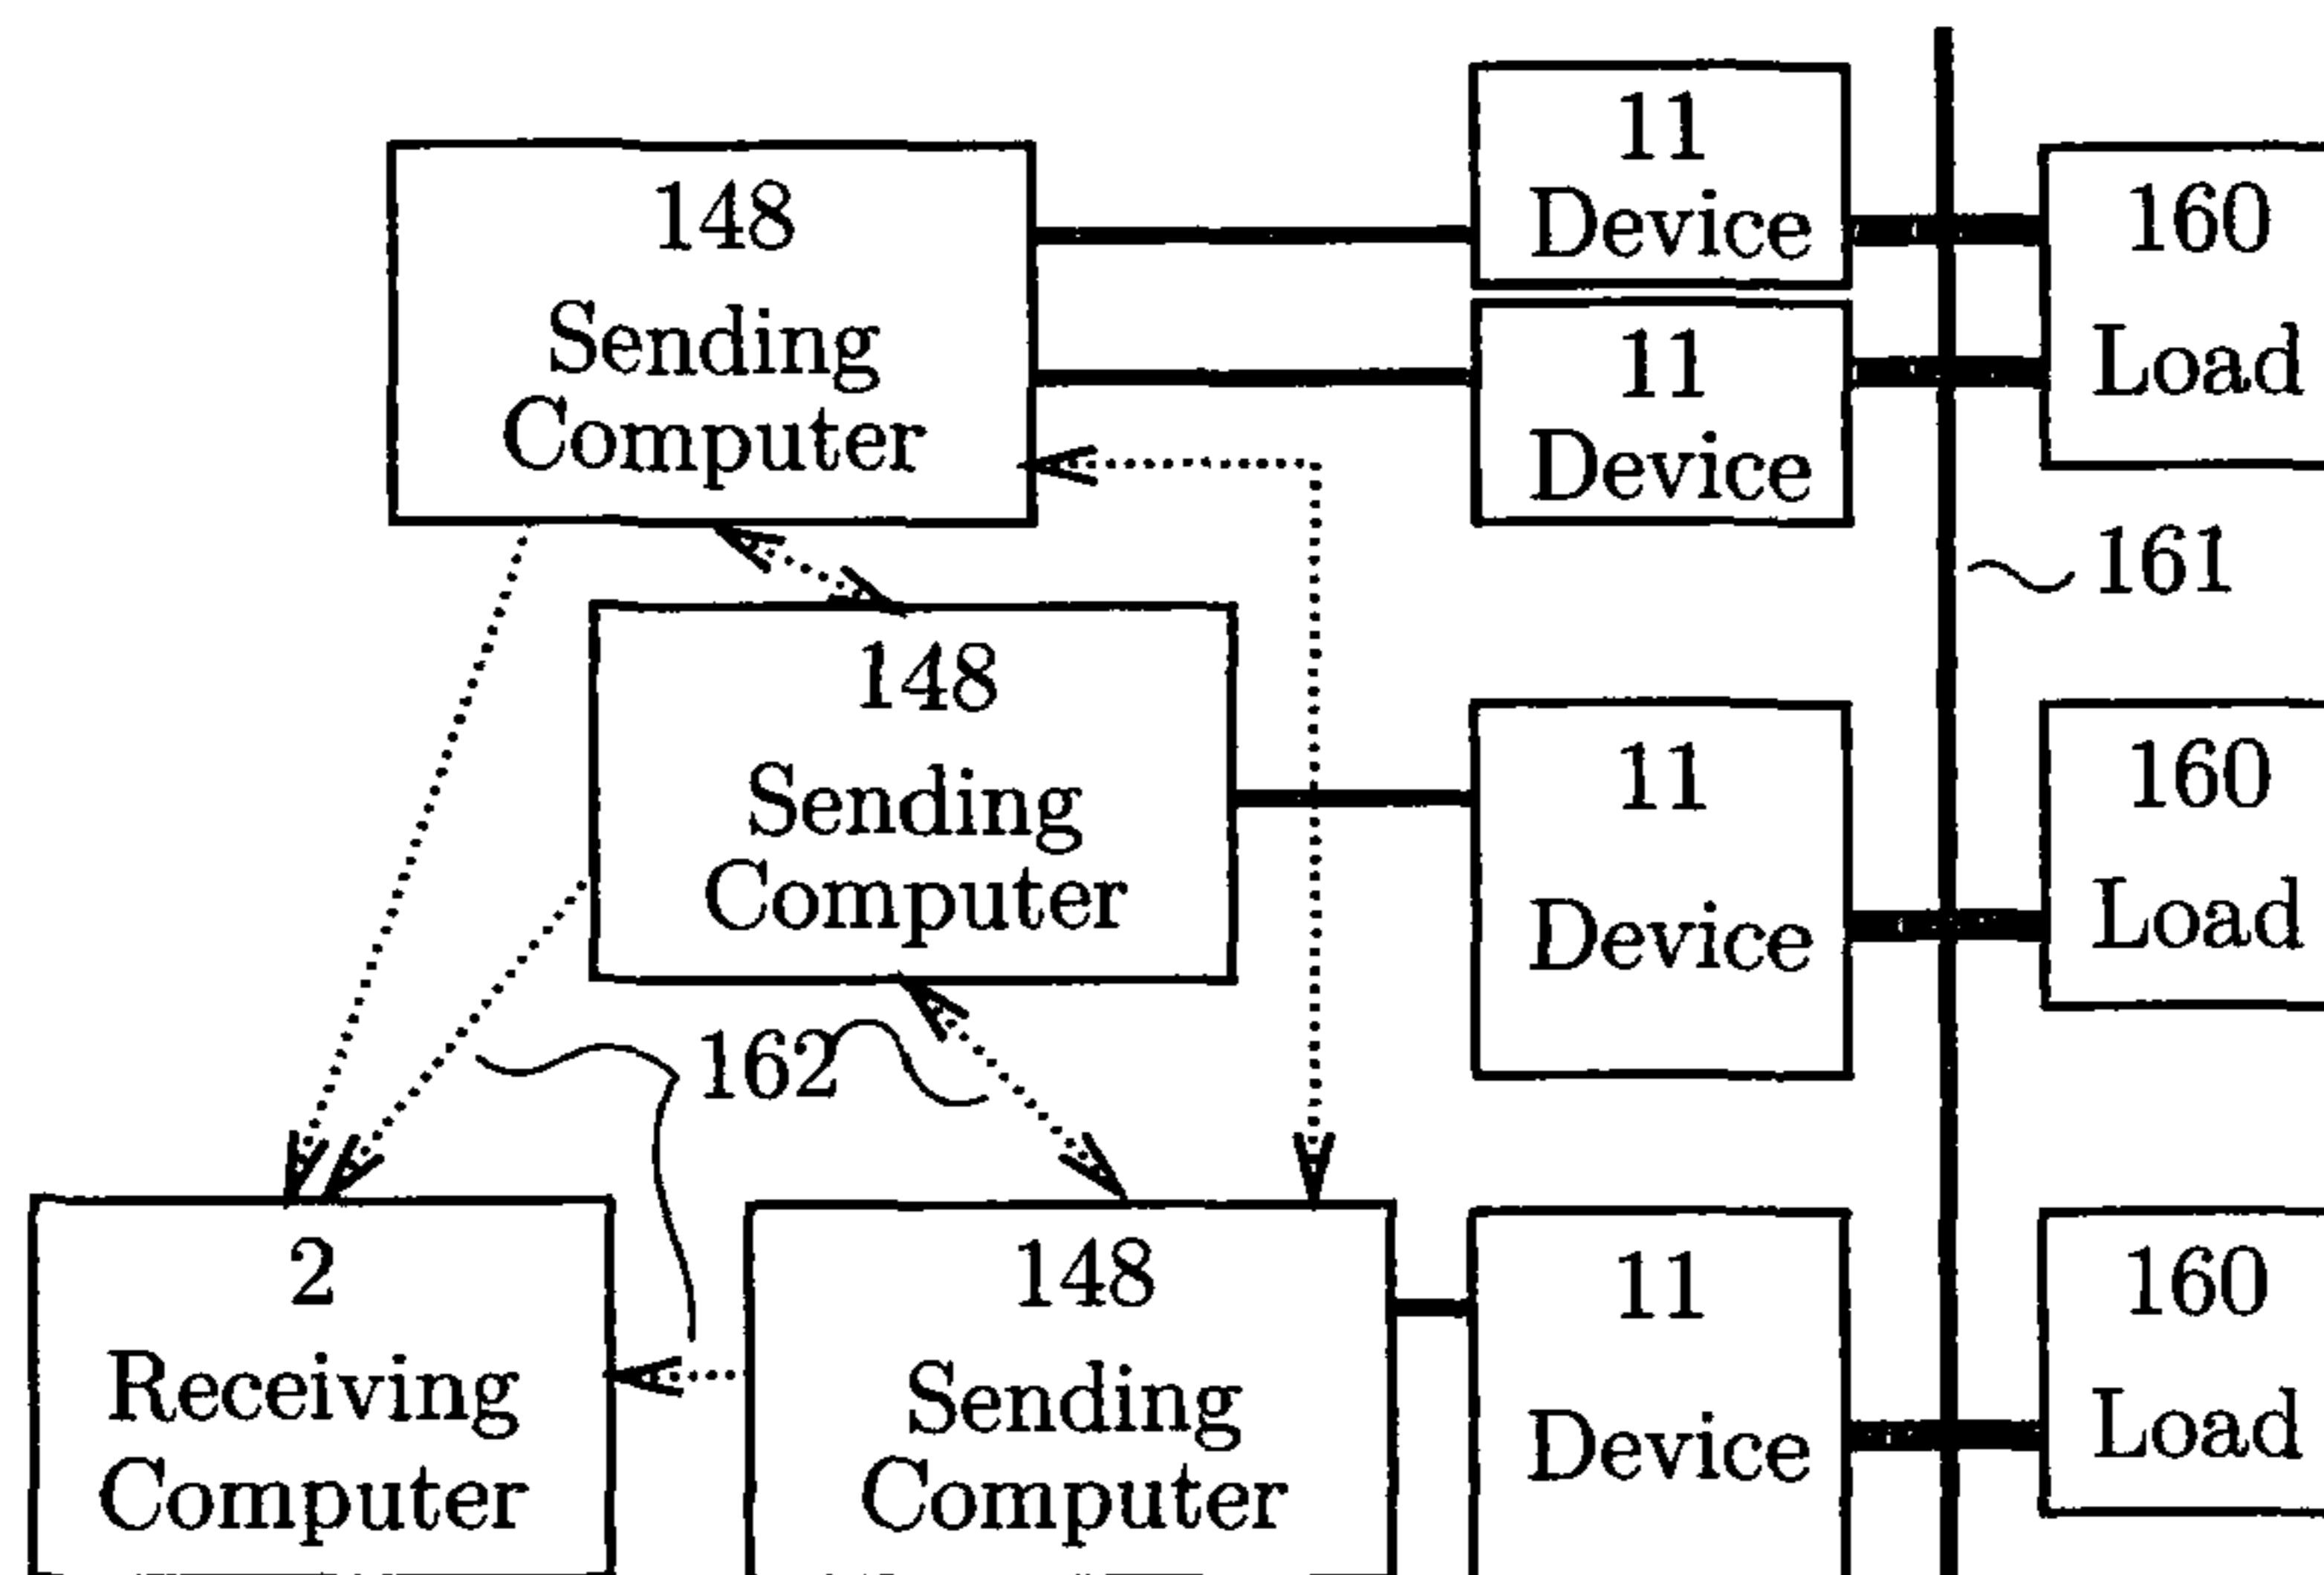 11
Device
148
Sending
Computer
160
Load
11
Device
161
148
Sending
Computer
11
Device
160
Load
162
2
Receiving
Computer
148
Sending
Computer
11
Device
160
Load